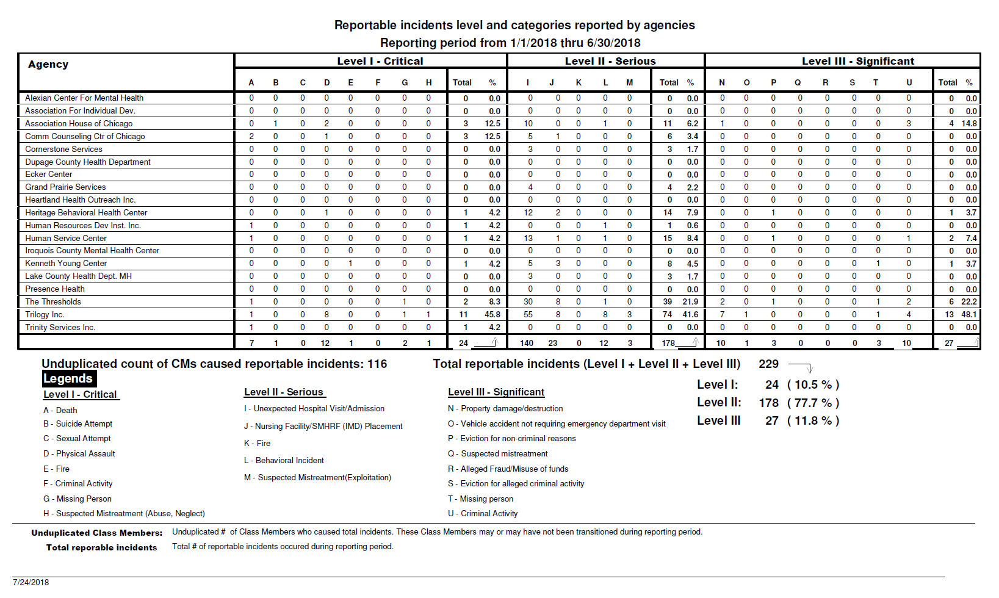 Reportable incidents level and categories reported by agencies
Reporting period from 1/1/2018 thru 6/30/2018
Agency Level I - Critical Level II - Serious Level III - Significant
A B C D E F G H Total % I J K L M Total % N O P Q R S T U Total %
Alexian Center For Mental Health 0 0 0 0 0 0 0 0 0 0.0 0 0 0 0 0 0 0.0 0 0 0 0 0 0 0 0 0 0.0
Association For Individual Dev. 0 0 0 0 0 0 0 0 0 0.0 0 0 0 0 0 0 0.0 0 0 0 0 0 0 0 0 0 0.0
Association House of Chicago 0 1 0 2 0 0 0 0 3 12.5 10 0 0 1 0 11 6.2 1 0 0 0 0 0 0 3 4 14.8
Comm Counseling Ctr of Chicago 2 0 0 1 0 0 0 0 3 12.5 5 1 0 0 0 6 3.4 0 0 0 0 0 0 0 0 0 0.0
Cornerstone Services 0 0 0 0 0 0 0 0 0 0.0 3 0 0 0 0 3 1.7 0 0 0 0 0 0 0 0 0 0.0
Dupage County Health Department 0 0 0 0 0 0 0 0 0 0.0 0 0 0 0 0 0 0.0 0 0 0 0 0 0 0 0 0 0.0
Ecker Center 0 0 0 0 0 0 0 0 0 0.0 0 0 0 0 0 0 0.0 0 0 0 0 0 0 0 0 0 0.0
Grand Prairie Services 0 0 0 0 0 0 0 0 0 0.0 4 0 0 0 0 4 2.2 0 0 0 0 0 0 0 0 0 0.0
Heartland Health Outreach Inc. 0 0 0 0 0 0 0 0 0 0.0 0 0 0 0 0 0 0.0 0 0 0 0 0 0 0 0 0 0.0
Heritage Behavioral Health Center 0 0 0 1 0 0 0 0 1 4.2 12 2 0 0 0 14 7.9 0 0 1 0 0 0 0 0 1 3.7
Human Resources Dev Inst. Inc. 1 0 0 0 0 0 0 0 1 4.2 0 0 0 1 0 1 0.6 0 0 0 0 0 0 0 0 0 0.0
Human Service Center 1 0 0 0 0 0 0 0 1 4.2 13 1 0 1 0 15 8.4 0 0 1 0 0 0 0 1 2 7.4
Iroquois County Mental Health Center 0 0 0 0 0 0 0 0 0 0.0 0 0 0 0 0 0 0.0 0 0 0 0 0 0 0 0 0 0.0
Kenneth Young Center 0 0 0 0 1 0 0 0 1 4.2 5 3 0 0 0 8 4.5 0 0 0 0 0 0 1 0 1 3.7
Lake County Health Dept. MH 0 0 0 0 0 0 0 0 0 0.0 3 0 0 0 0 3 1.7 0 0 0 0 0 0 0 0 0 0.0
Presence Health 0 0 0 0 0 0 0 0 0 0.0 0 0 0 0 0 0 0.0 0 0 0 0 0 0 0 0 0 0.0
The Thresholds 1 0 0 0 0 0 1 0 2 8.3 30 8 0 1 0 39 21.9 2 0 1 0 0 0 1 2 6 22.2
Trilogy Inc. 1 0 0 8 0 0 1 1 11 45.8 55 8 0 8 3 74 41.6 7 1 0 0 0 0 1 4 13 48.1
Trinity Services Inc. 1 0 0 0 0 0 0 0 1 4.2 0 0 0 0 0 0 0.0 0 0 0 0 0 0 0 0 0 0.0
7 1 0 12 1 0 2 1 24 140 23 0 12 3 178 10 1 3 0 0 0 3 10 27
Unduplicated count of CMs caused reportable incidents: 116 Total reportable incidents (Level I + Level II + Level III) 229
Level I: 24 ( 10.5 % )
Level II: 178 ( 77.7 % )
Level III 27 ( 11.8 % )
Legends
Level I - Critical
A - Death
B - Suicide Attempt
C - Sexual Attempt
D - Physical Assault
E - Fire
F - Criminal Activity
G - Missing Person
H - Suspected Mistreatment (Abuse, Neglect)
Level II - Serious
I - Unexpected Hospital Visit/Admission
J - Nursing Facility/SMHRF (IMD) Placement
K - Fire
L - Behavioral Incident
M - Suspected Mistreatment(Exploitation)
Level III - Significant
N - Property damage/destruction
O - Vehicle accident not requiring emergency department visit
P - Eviction for non-criminal reasons
Q - Suspected mistreatment
R - Alleged Fraud/Misuse of funds
S - Eviction for alleged criminal activity
T - Missing person
U - Criminal Activity
Unduplicated Class Members: Unduplicated # of Class Members who caused total incidents. These Class Members may or may have not been transitioned during reporting period.
Total reporable incidents Total # of reportable incidents occured during reporting period.
7/24/2018